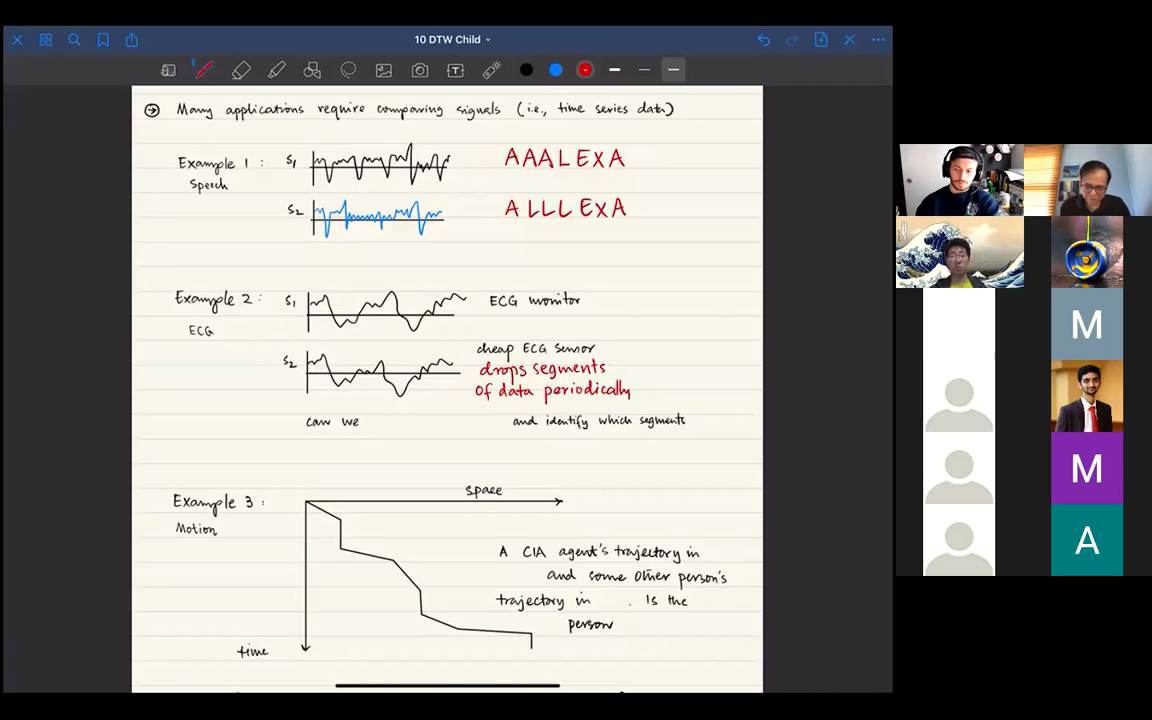 10 DTW Child
→ Many applications require comparing signals (i.e., time series data)
Example 1 : S1 AAALEXA
Speech
S2 ALLLEXA
Example 2 : S1 ECG monitor
ECG
S2 cheap ECG sensor
drops segments
of data periodically
can we and identify which segments
Example 3 : space
Motion
A CIA agent's trajectory in
and some other person's
trajectory in . Is the
person
time
M
M
A